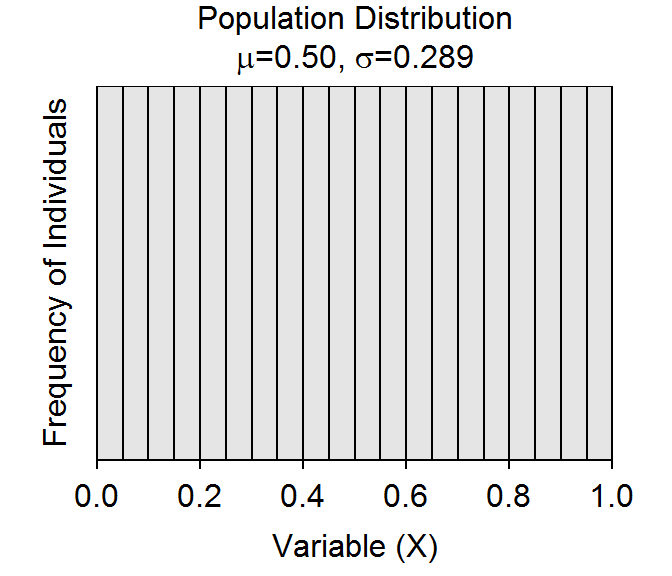 Population Distribution
μ=0.50, σ=0.289
Frequency of Individuals
0.0 0.2 0.4 0.6 0.8 1.0
Variable (X)